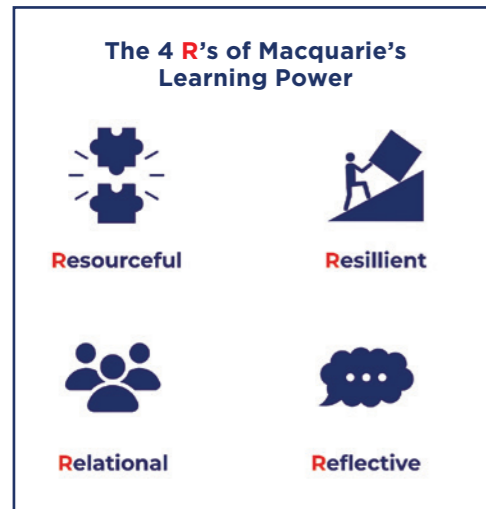 The 4 R's of Macquarie's
Learning Power
Resourceful
Resillient
Relational
Reflective